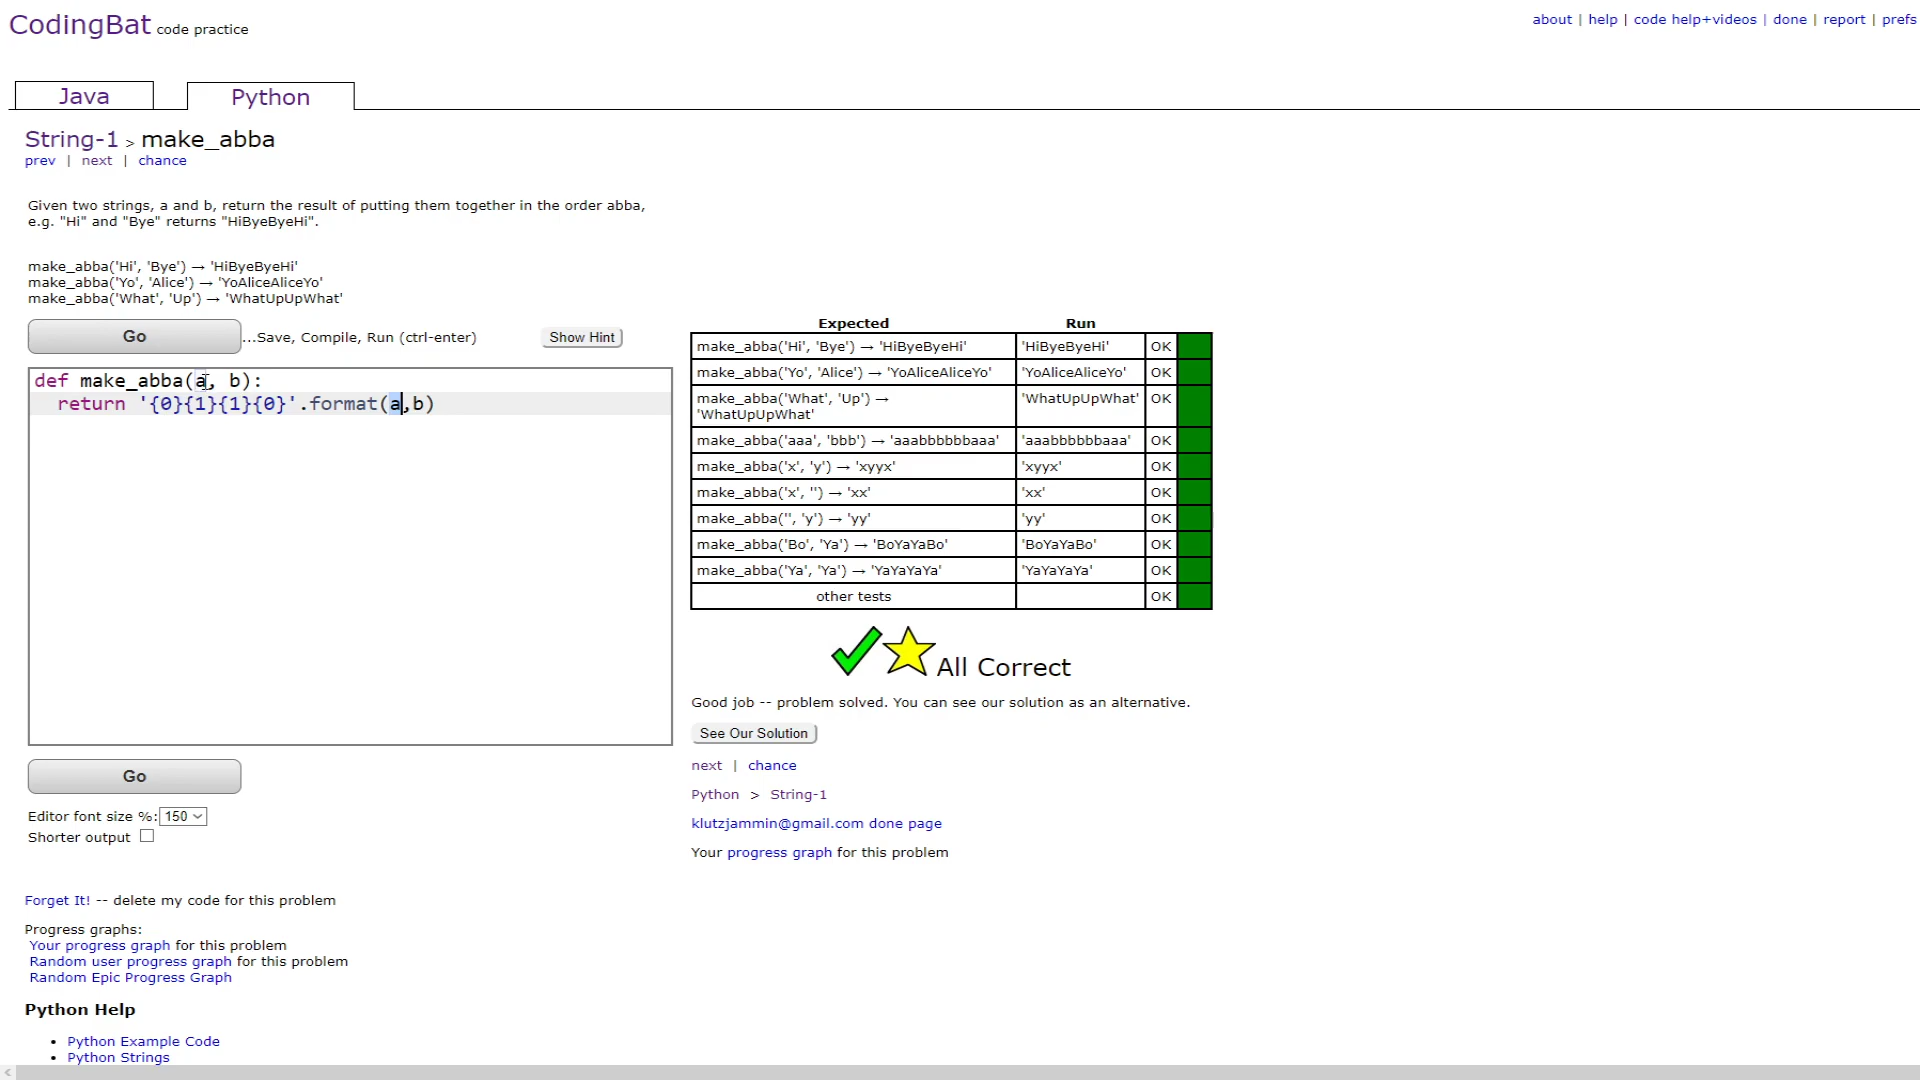 CodingBat code practice
about | help | code help+videos | done | report | prefs
Java
Python
String-1 > make_abba
prev | next | chance
Given two strings, a and b, return the result of putting them together in the order abba,
e.g. "Hi" and "Bye" returns "HiByeByeHi".
make_abba('Hi', 'Bye') → 'HiByeByeHi'
make_abba('Yo', 'Alice') → 'YoAliceAliceYo'
make_abba('What', 'Up') → 'WhatUpUpWhat'
Go ...Save, Compile, Run (ctrl-enter) Show Hint
def make_abba(a, b):
  return '{0}{1}{1}{0}'.format(a,b)
Go
Editor font size %: 150
Shorter output
Expected Run
make_abba('Hi', 'Bye') → 'HiByeByeHi' 'HiByeByeHi' OK
make_abba('Yo', 'Alice') → 'YoAliceAliceYo' 'YoAliceAliceYo' OK
make_abba('What', 'Up') → 'WhatUpUpWhat' OK
'WhatUpUpWhat'
make_abba('aaa', 'bbb') → 'aaabbbbbbaaa' 'aaabbbbbbaaa' OK
make_abba('x', 'y') → 'xyyx' 'xyyx' OK
make_abba('x', '') → 'xx' 'xx' OK
make_abba('', 'y') → 'yy' 'yy' OK
make_abba('Bo', 'Ya') → 'BoYaYaBo' 'BoYaYaBo' OK
make_abba('Ya', 'Ya') → 'YaYaYaYa' 'YaYaYaYa' OK
other tests OK
All Correct
Good job -- problem solved. You can see our solution as an alternative.
See Our Solution
next | chance
Python > String-1
klutzjammin@gmail.com done page
Your progress graph for this problem
Forget It! -- delete my code for this problem
Progress graphs:
Your progress graph for this problem
Random user progress graph for this problem
Random Epic Progress Graph
Python Help
• Python Example Code
• Python Strings